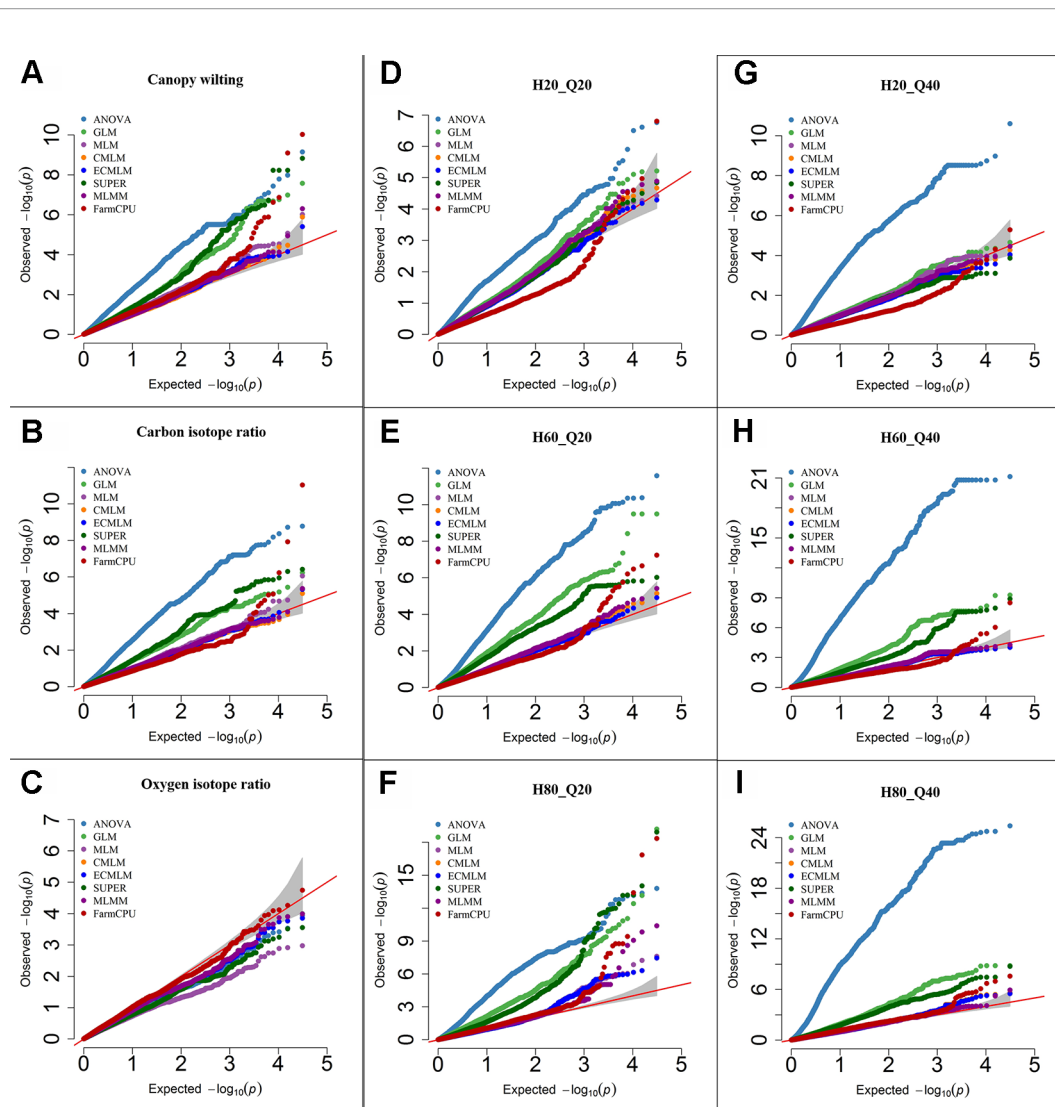 A
Canopy wilting
ANOVA
GLM
MLM
CMLM
ECMLM
SUPER
MLMM
FarmCPU
0 2 4 6 8 10
Observed −log10(p)
0 1 2 3 4 5
Expected −log10(p)
D
H20_Q20
ANOVA
GLM
MLM
CMLM
ECMLM
SUPER
MLMM
FarmCPU
0 1 2 3 4 5 6 7
Observed −log10(p)
0 1 2 3 4 5
Expected −log10(p)
G
H20_Q40
ANOVA
GLM
MLM
CMLM
ECMLM
SUPER
MLMM
FarmCPU
0 2 4 6 8 10
Observed −log10(p)
0 1 2 3 4 5
Expected −log10(p)
B
Carbon isotope ratio
ANOVA
GLM
MLM
CMLM
ECMLM
SUPER
MLMM
FarmCPU
0 2 4 6 8 10
Observed −log10(p)
0 1 2 3 4 5
Expected −log10(p)
E
H60_Q20
ANOVA
GLM
MLM
CMLM
ECMLM
SUPER
MLMM
FarmCPU
0 2 4 6 8 10
Observed −log10(p)
0 1 2 3 4 5
Expected −log10(p)
H
H60_Q40
ANOVA
GLM
MLM
CMLM
ECMLM
SUPER
MLMM
FarmCPU
0 3 6 9 15 21
Observed −log10(p)
0 1 2 3 4 5
Expected −log10(p)
C
Oxygen isotope ratio
ANOVA
GLM
MLM
CMLM
ECMLM
SUPER
MLMM
FarmCPU
0 1 2 3 4 5 6 7
Observed −log10(p)
0 1 2 3 4 5
Expected −log10(p)
F
H80_Q20
ANOVA
GLM
MLM
CMLM
ECMLM
SUPER
MLMM
FarmCPU
0 3 6 9 15
Observed −log10(p)
0 1 2 3 4 5
Expected −log10(p)
I
H80_Q40
ANOVA
GLM
MLM
CMLM
ECMLM
SUPER
MLMM
FarmCPU
0 6 12 18 24
Observed −log10(p)
0 1 2 3 4 5
Expected −log10(p)